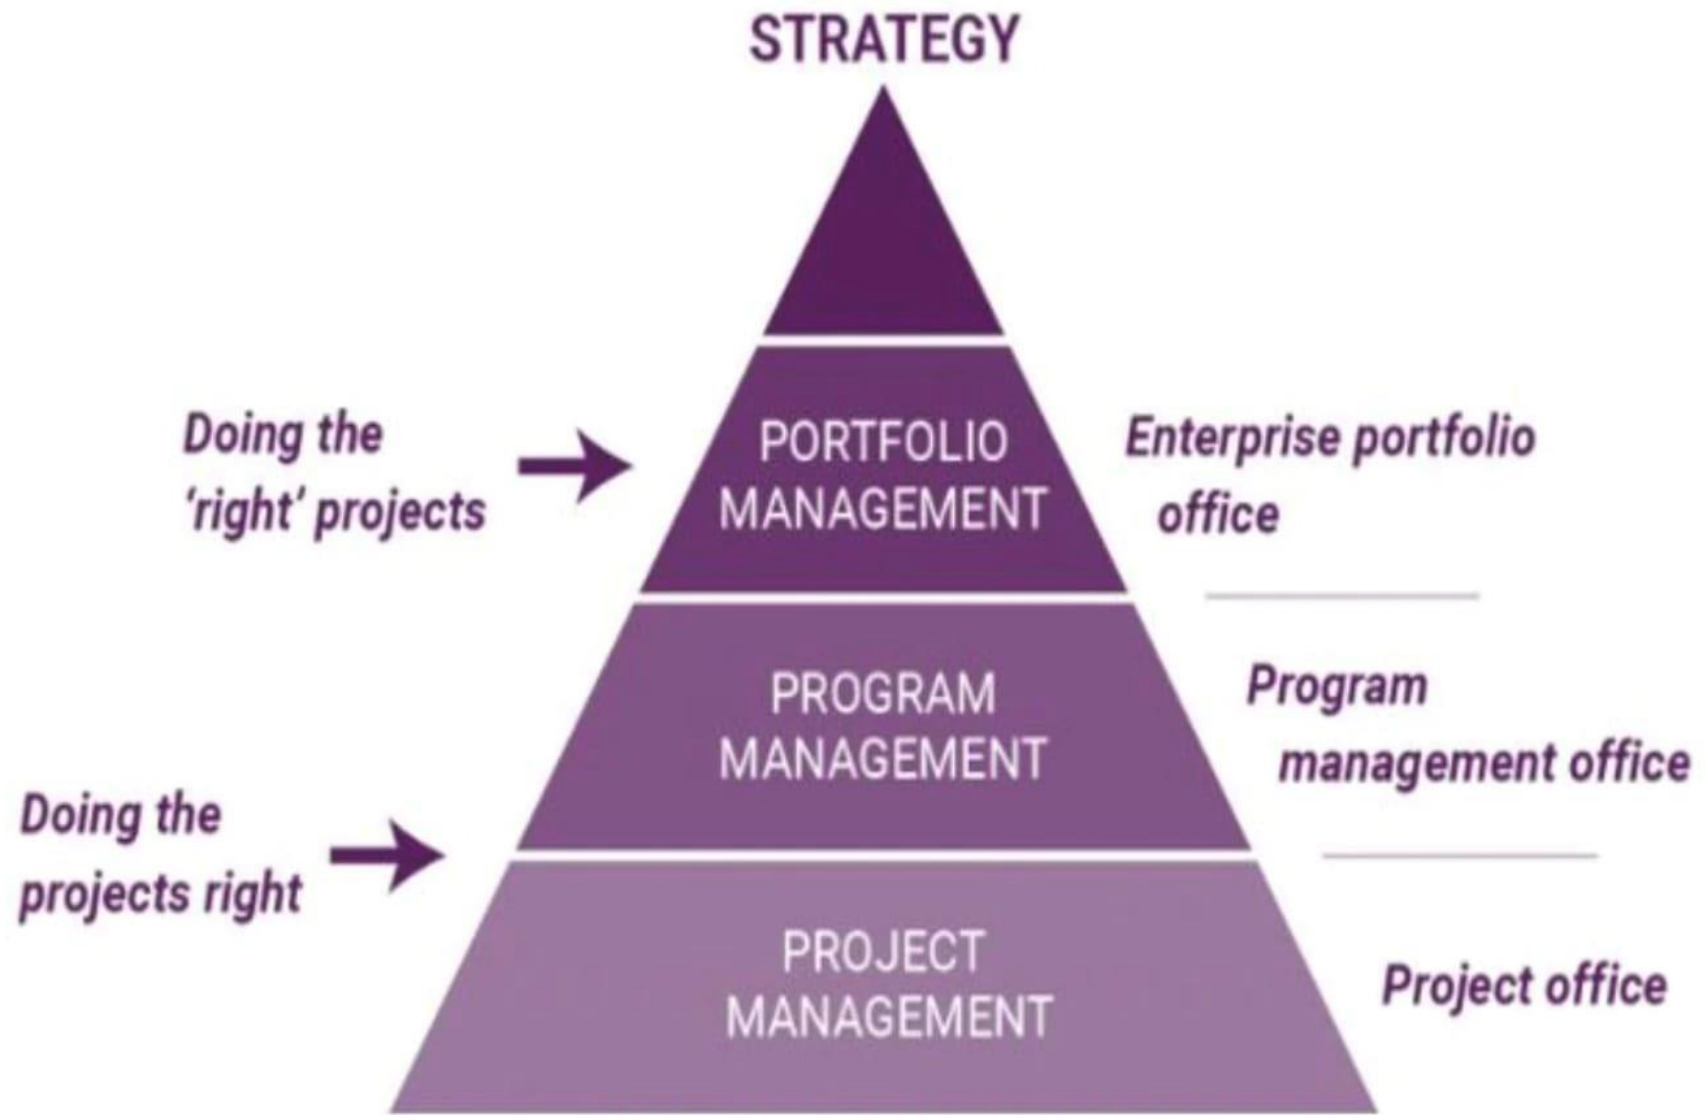 STRATEGY
Doing the
‘right’ projects
PORTFOLIO
MANAGEMENT
Enterprise portfolio
office
PROGRAM
MANAGEMENT
Program
management office
Doing the
projects right
PROJECT
MANAGEMENT
Project office